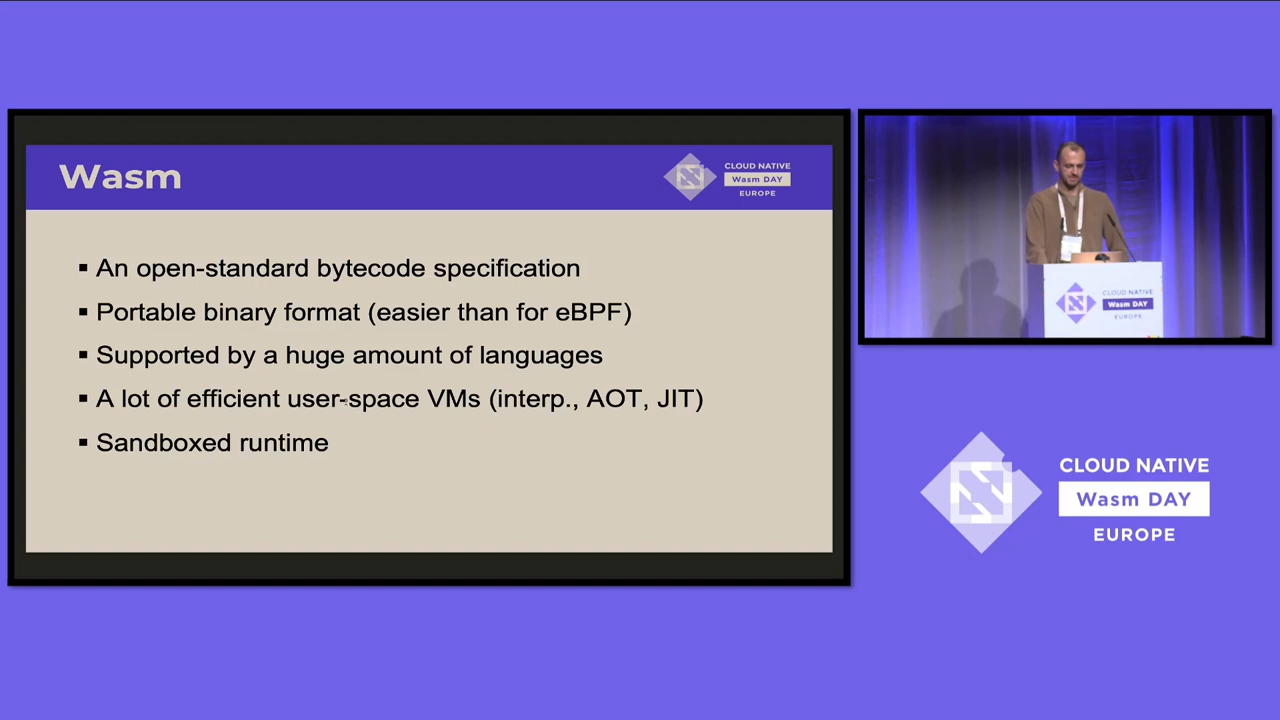 Wasm
CLOUD NATIVE
Wasm DAY
EUROPE
▪ An open-standard bytecode specification
▪ Portable binary format (easier than for eBPF)
▪ Supported by a huge amount of languages
▪ A lot of efficient user-space VMs (interp., AOT, JIT)
▪ Sandboxed runtime
CLOUD NATIVE
Wasm DAY
EUROPE
CLOUD NATIVE
Wasm DAY
EUROPE